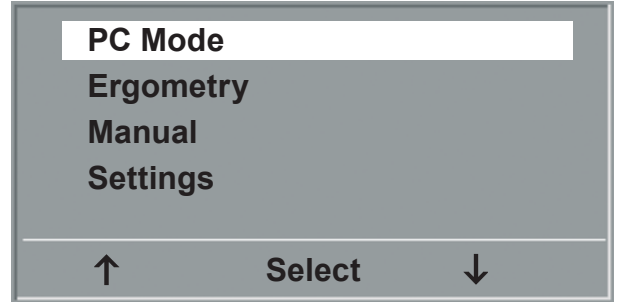 PC Mode
Ergometry
Manual
Settings
↑ Select ↓